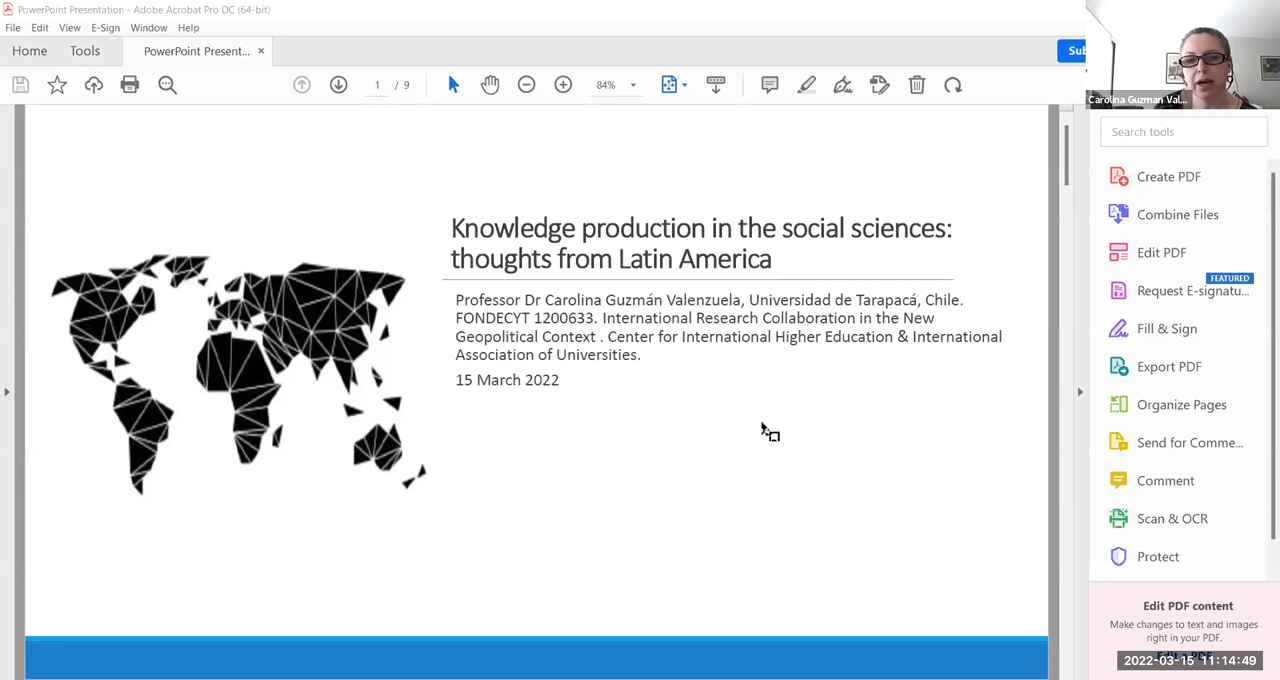 PowerPoint Presentation - Adobe Acrobat Pro DC (64-bit)
File Edit View E-Sign Window Help
Home Tools PowerPoint Present... ×
Sub
1 / 9 84%
Carolina Guzman Val...
Search tools
Knowledge production in the social sciences:
thoughts from Latin America
Professor Dr Carolina Guzmán Valenzuela, Universidad de Tarapacá, Chile.
FONDECYT 1200633. International Research Collaboration in the New
Geopolitical Context . Center for International Higher Education & International
Association of Universities.
15 March 2022
Create PDF
Combine Files
Edit PDF
FEATURED
Request E-signatu...
Fill & Sign
Export PDF
Organize Pages
Send for Comme...
Comment
Scan & OCR
Protect
Edit PDF content
Make changes to text and images
right in your PDF.
2022-03-15 11:14:49